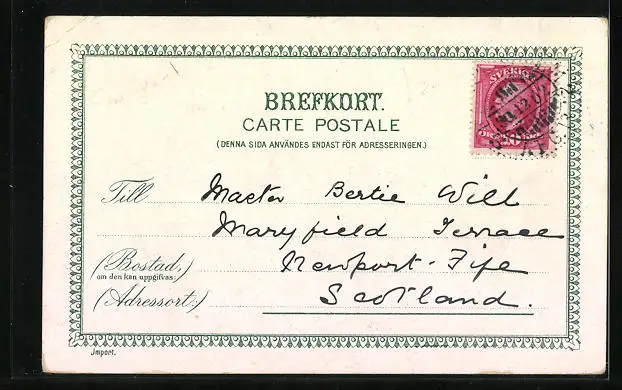 BREFKORT.
CARTE POSTALE
(DENNA SIDA ANVÄNDES ENDAST FÖR ADRESSERINGEN.)
SVERIGE
Till Master Bertie Will
Maryfield Terrace
(Bostad,) Newport - Fife
om den kan uppgifvas:
(Adressort:) Scotland.
Import.